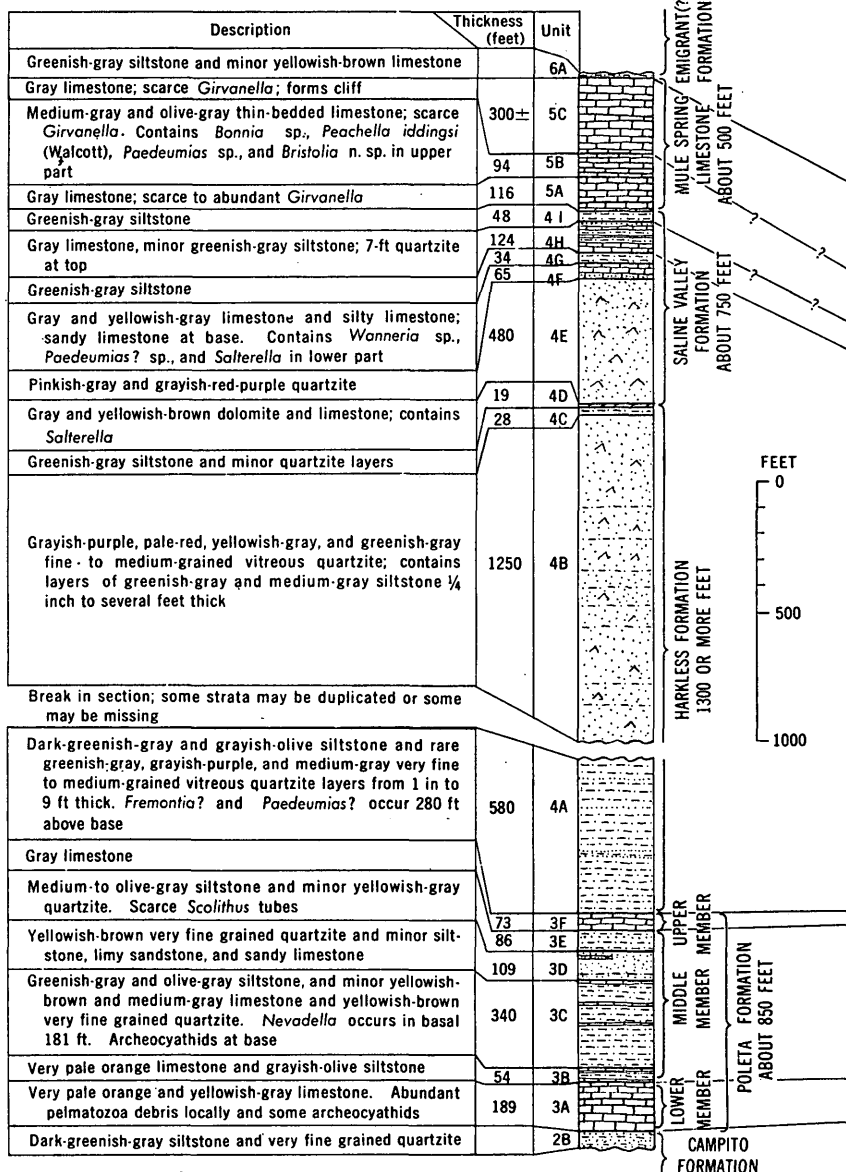 Description
Thickness
(feet)
Unit
Greenish-gray siltstone and minor yellowish-brown limestone
6A
Gray limestone; scarce Girvanella; forms cliff
300±
5C
Medium-gray and olive-gray thin-bedded limestone; scarce
Girvanella. Contains Bonnia sp., Peachella iddingsi
(Walcott), Paedeumias sp., and Bristolia n. sp. in upper
part
94
5B
Gray limestone; scarce to abundant Girvanella
116
5A
Greenish-gray siltstone
48
4 I
Gray limestone, minor greenish-gray siltstone; 7-ft quartzite
at top
124
4H
Greenish-gray siltstone
34
4G
Gray and yellowish-gray limestone and silty limestone;
sandy limestone at base. Contains Wanneria sp.,
Paedeumias? sp., and Salterella in lower part
65
4F
Pinkish-gray and grayish-red-purple quartzite
480
4E
Gray and yellowish-brown dolomite and limestone; contains
Salterella
19
4D
Greenish-gray siltstone and minor quartzite layers
28
4C
Grayish-purple, pale-red, yellowish-gray, and greenish-gray
fine- to medium-grained vitreous quartzite; contains
layers of greenish-gray and medium-gray siltstone ¼
inch to several feet thick
1250
4B
Break in section; some strata may be duplicated or some
may be missing
Dark-greenish-gray and grayish-olive siltstone and rare
greenish-gray, grayish-purple, and medium-gray very fine
to medium-grained vitreous quartzite layers from 1 in to
9 ft thick. Fremontia? and Paedeumias? occur 280 ft
above base
580
4A
Gray limestone
73
3F
Medium-to olive-gray siltstone and minor yellowish-gray
quartzite. Scarce Scolithus tubes
86
3E
Yellowish-brown very fine grained quartzite and minor silt-
stone, limy sandstone, and sandy limestone
109
3D
Greenish-gray and olive-gray siltstone, and minor yellowish-
brown and medium-gray limestone and yellowish-brown
very fine grained quartzite. Nevadella occurs in basal
181 ft. Archeocyathids at base
340
3C
Very pale orange limestone and grayish-olive siltstone
54
3B
Very pale orange and yellowish-gray limestone. Abundant
pelmatozoa debris locally and some archeocyathids
189
3A
Dark-greenish-gray siltstone and very fine grained quartzite
2B
EMIGRANT(?)
FORMATION
MULE SPRING
LIMESTONE
ABOUT 500 FEET
SALINE VALLEY
FORMATION
ABOUT 750 FEET
HARKLESS FORMATION
1300 OR MORE FEET
UPPER
MEMBER
MIDDLE
MEMBER
LOWER
MEMBER
POLETA FORMATION
ABOUT 850 FEET
CAMPITO
FORMATION
?
?
?
?
FEET
0
500
1000